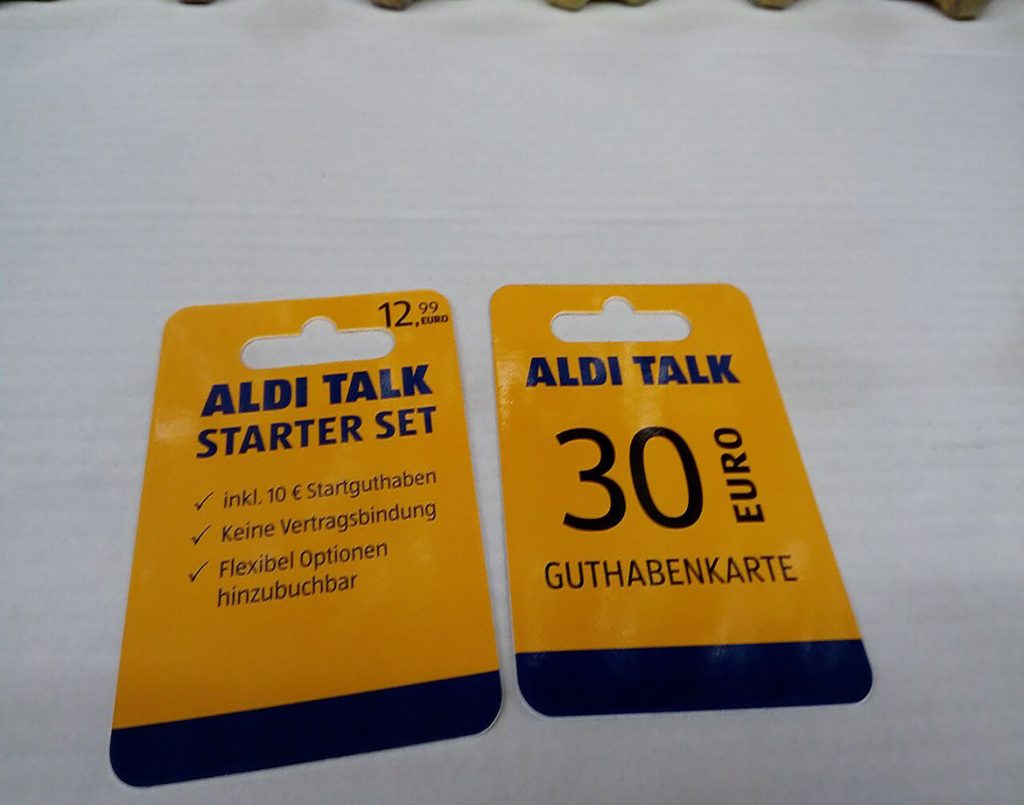 12,99 EURO
ALDI TALK
STARTER SET
✓ inkl. 10 € Startguthaben
✓ Keine Vertragsbindung
✓ Flexibel Optionen
hinzubuchbar
ALDI TALK
30 EURO
GUTHABENKARTE